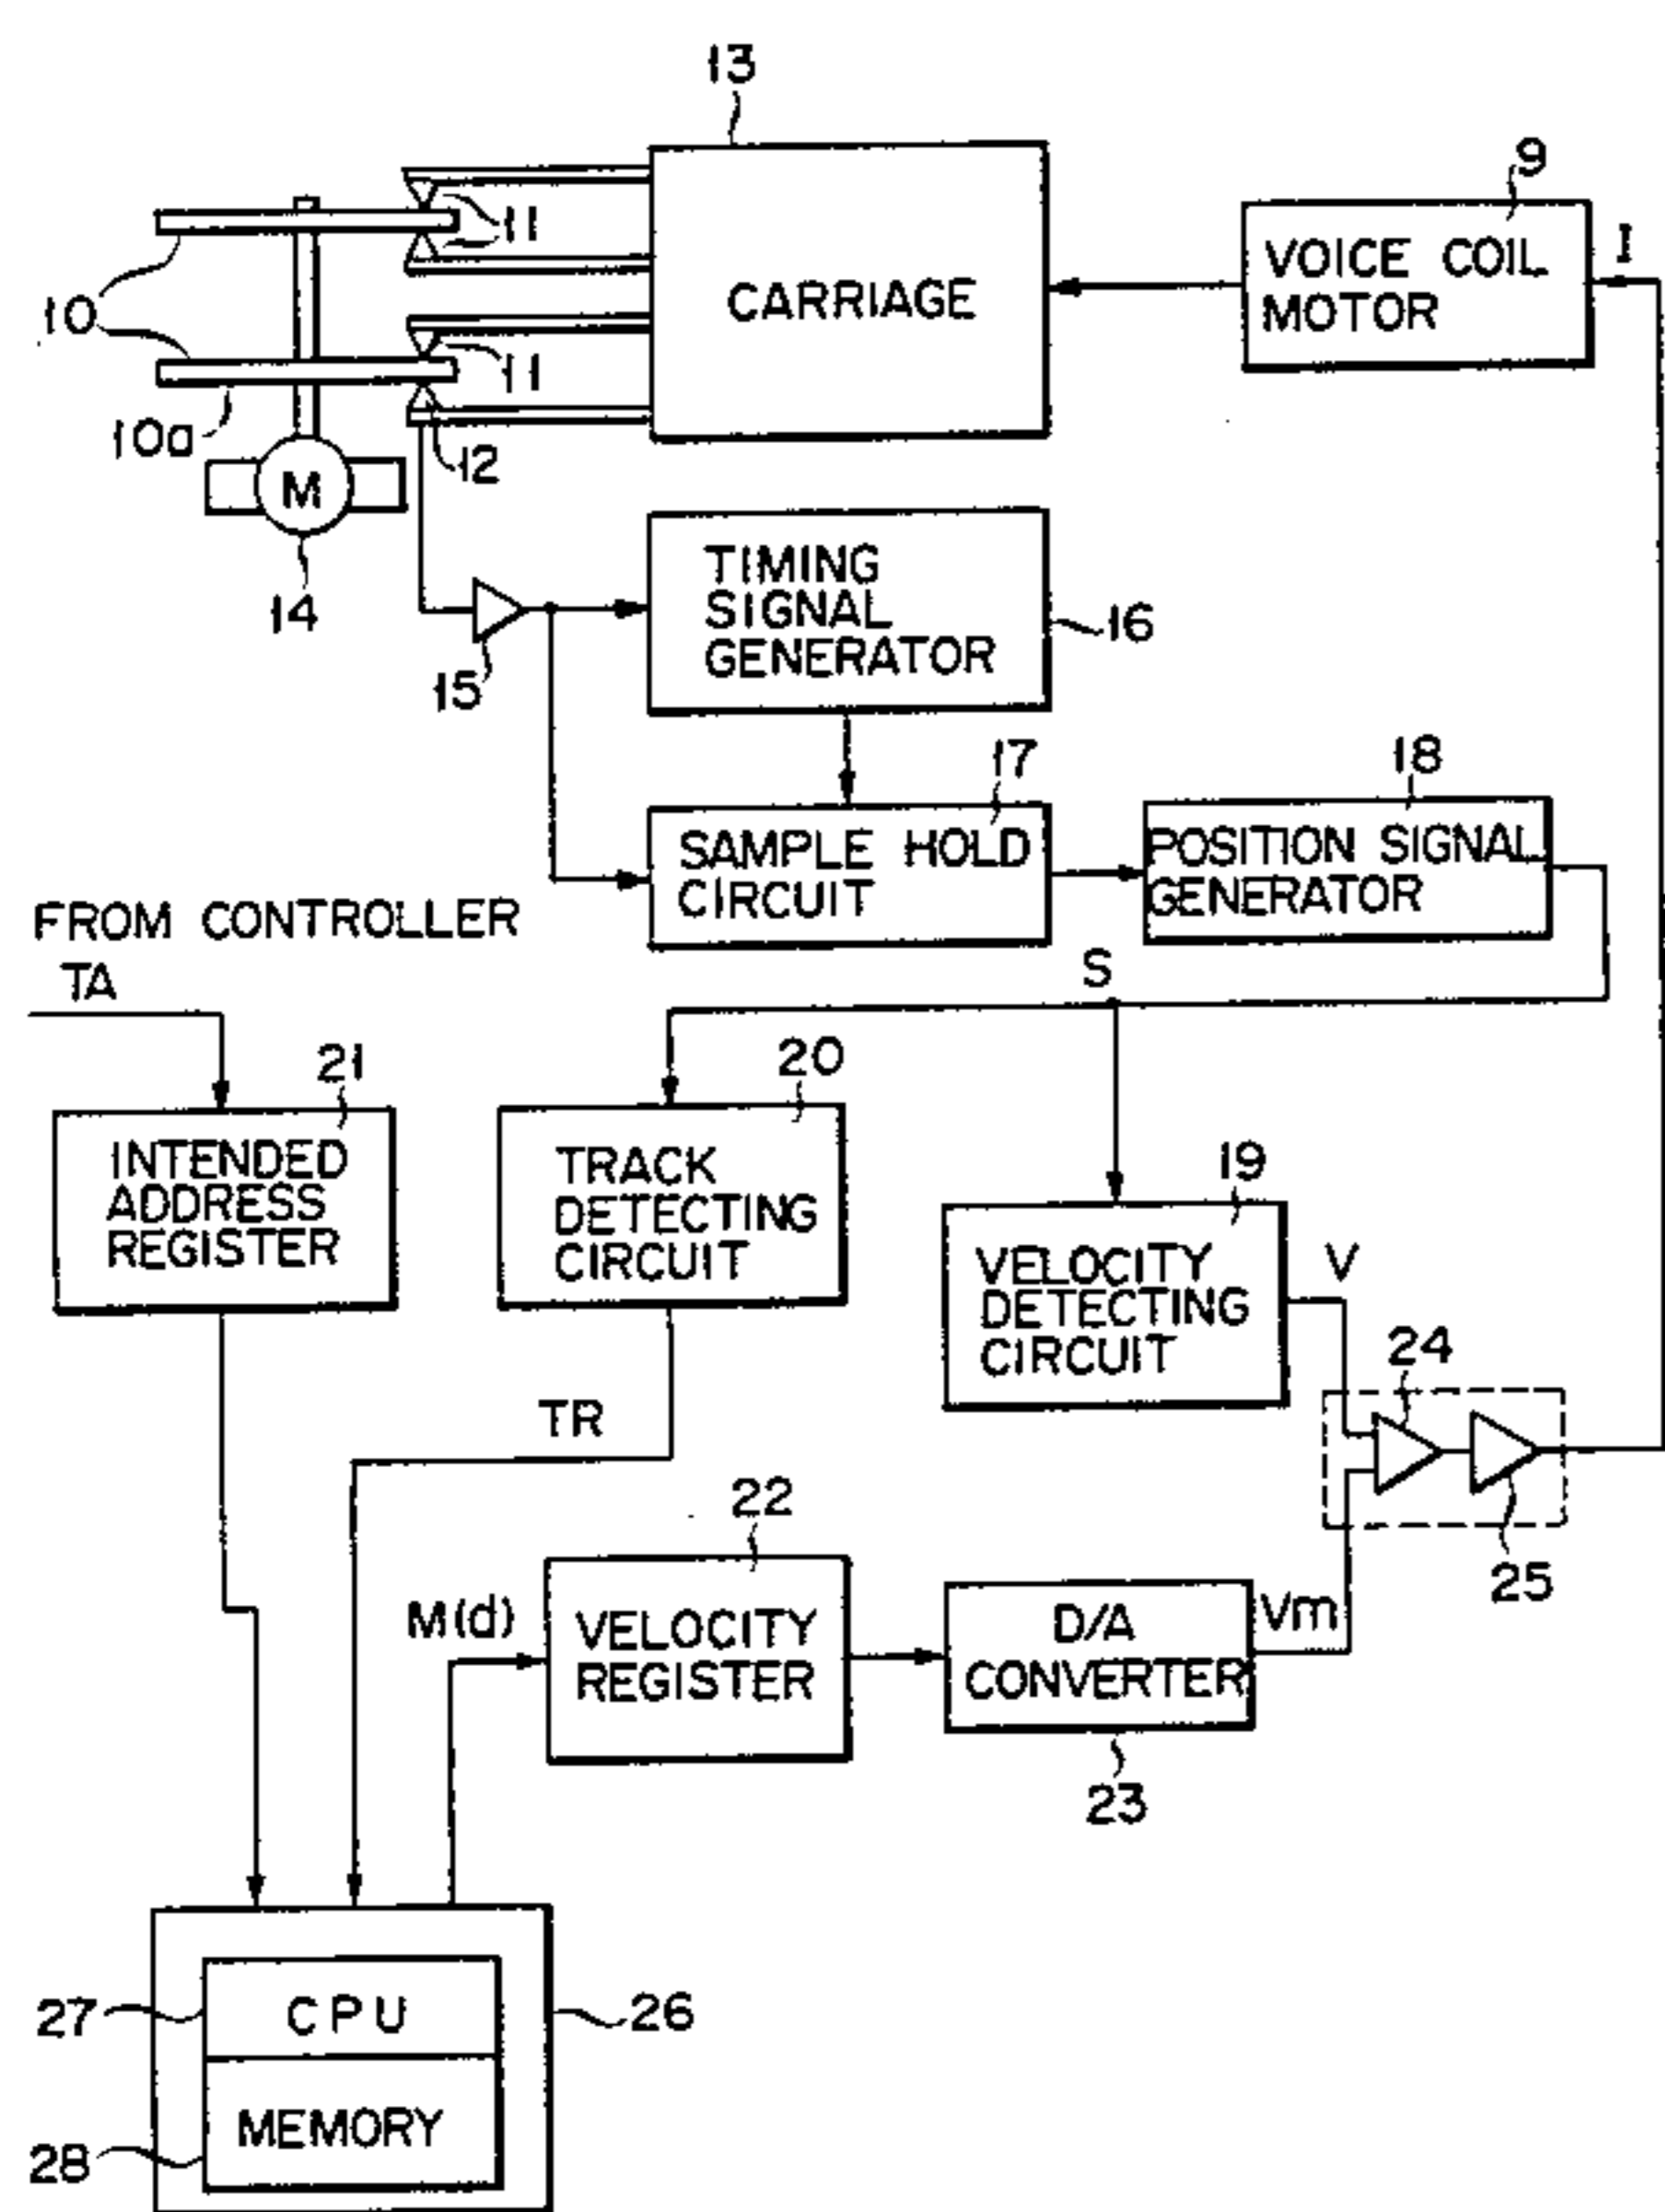 13
9
11
VOICE COIL
MOTOR
I
CARRIAGE
10
11
10a
12
M
14
TIMING
SIGNAL
GENERATOR
16
15
17
18
SAMPLE HOLD
CIRCUIT
POSITION SIGNAL
GENERATOR
FROM CONTROLLER
TA
S
21
20
INTENDED
ADDRESS
REGISTER
TRACK
DETECTING
CIRCUIT
19
VELOCITY
DETECTING
CIRCUIT
V
24
TR
22
25
M(d)
VELOCITY
REGISTER
D/A
CONVERTER
Vm
23
27
CPU
26
MEMORY
28